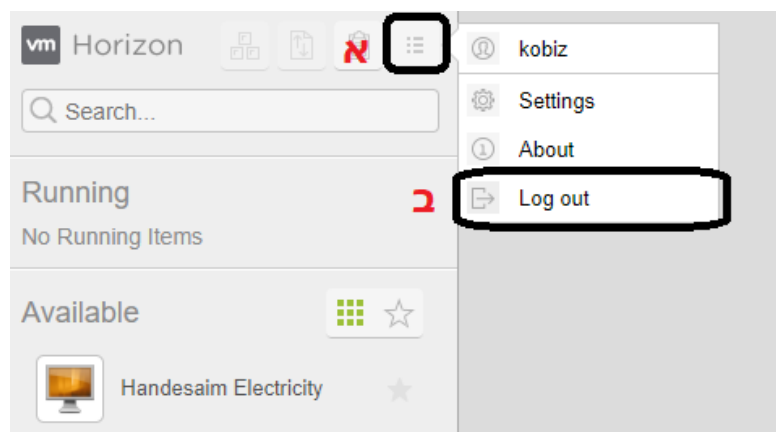 vm Horizon
א
Search...
Running
No Running Items
Available
Handesaim Electricity
kobiz
Settings
About
ב
Log out